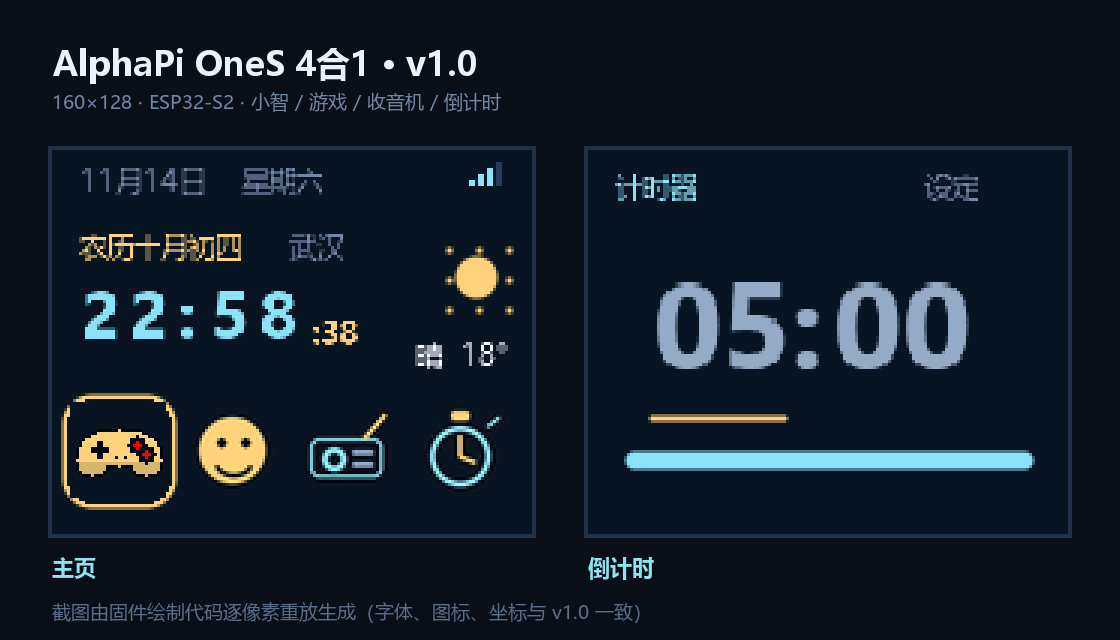 AlphaPi OneS 4合1 • v1.0
160×128 · ESP32-S2 · 小智 / 游戏 / 收音机 / 倒计时
11月14日 星期六
农历十月初四 武汉
22:58 :38
晴 18°
计时器 设定
05:00
主页
倒计时
截图由固件绘制代码逐像素重放生成（字体、图标、坐标与 v1.0 一致）